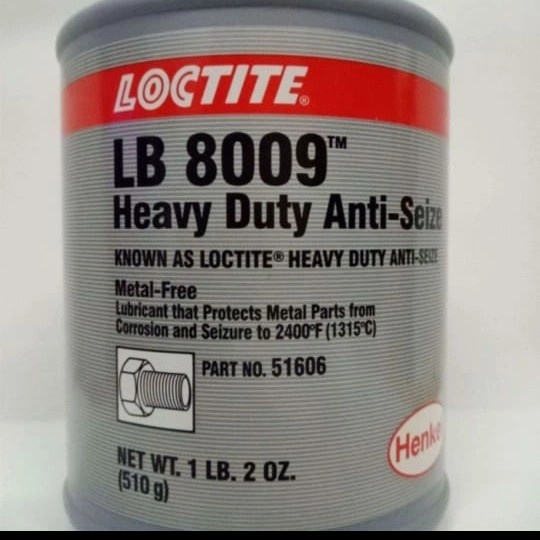 LOCTITE®
LB 8009™
Heavy Duty Anti-Seize
KNOWN AS LOCTITE® HEAVY DUTY ANTI-SEIZE
Metal-Free
Lubricant that Protects Metal Parts from
Corrosion and Seizure to 2400°F (1315°C)
PART NO. 51606
Henke
NET WT. 1 LB. 2 OZ.
(510 g)